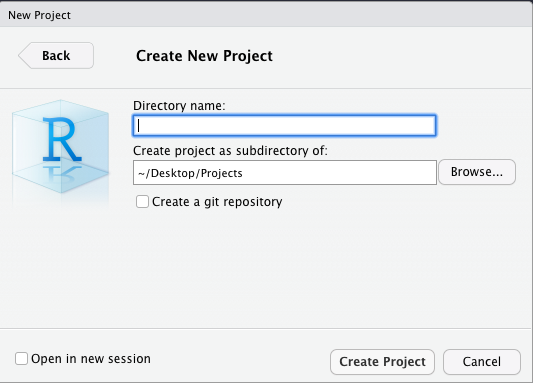 New Project
Back
Create New Project
R
Directory name:
Create project as subdirectory of:
~/Desktop/Projects
Browse...
Create a git repository
Open in new session
Create Project
Cancel